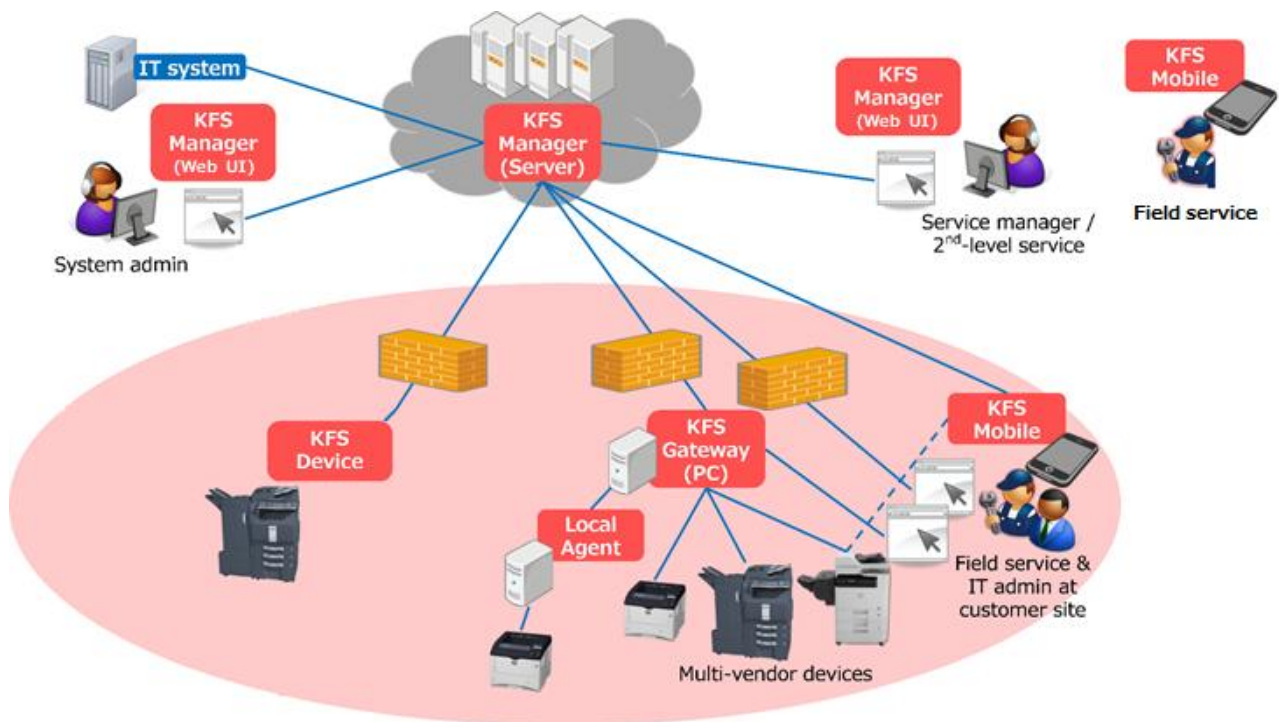 IT system
KFS
Manager
(Web UI)
System admin
KFS
Manager
(Server)
KFS
Manager
(Web UI)
Service manager /
2nd-level service
KFS
Mobile
Field service
KFS
Device
KFS
Gateway
(PC)
Local
Agent
Multi-vendor devices
KFS
Mobile
Field service &
IT admin at
customer site